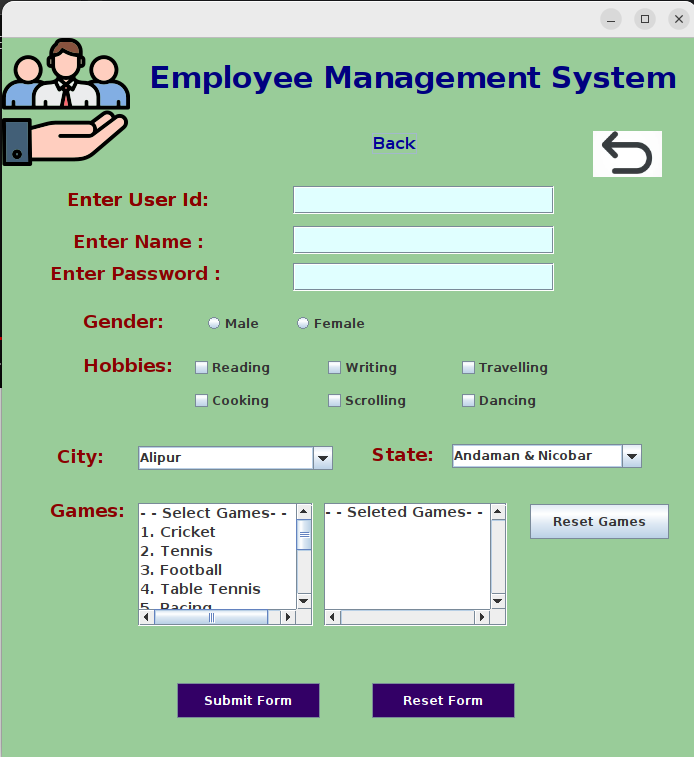 Employee Management System
Back
Enter User Id:
Enter Name :
Enter Password :
Gender: Male Female
Hobbies: Reading Writing Travelling
Cooking Scrolling Dancing
City: Alipur State: Andaman & Nicobar
Games: - - Select Games- - - - Seleted Games- - Reset Games
1. Cricket
2. Tennis
3. Football
4. Table Tennis
5. Racing
Submit Form Reset Form